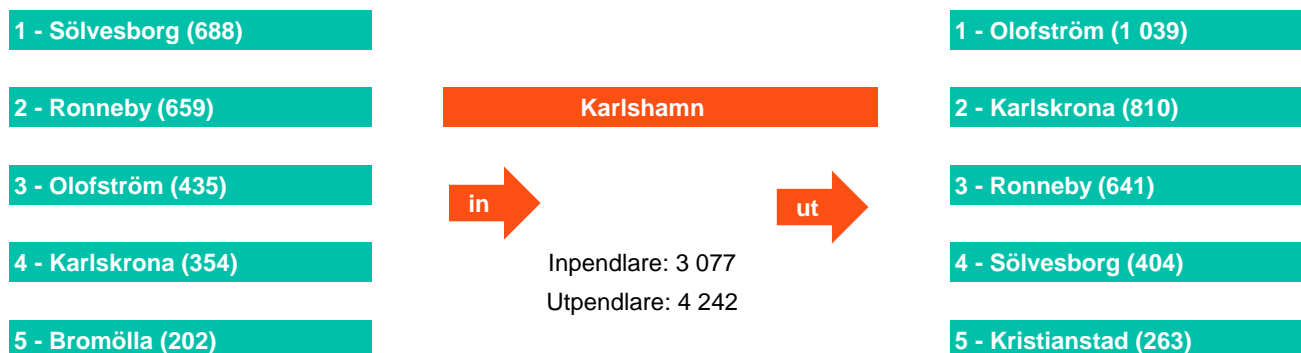 1 - Sölvesborg (688)
2 - Ronneby (659)
3 - Olofström (435)
4 - Karlskrona (354)
5 - Bromölla (202)
Karlshamn
in
ut
Inpendlare: 3 077
Utpendlare: 4 242
1 - Olofström (1 039)
2 - Karlskrona (810)
3 - Ronneby (641)
4 - Sölvesborg (404)
5 - Kristianstad (263)